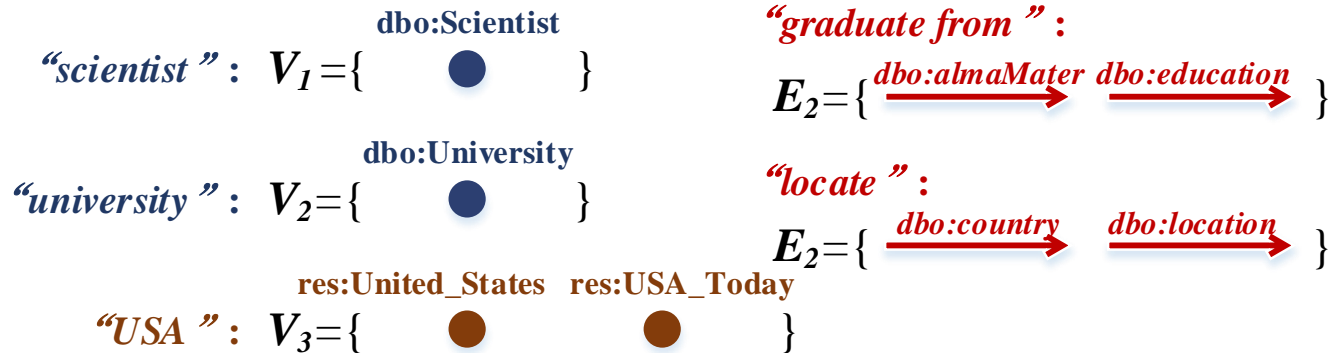 dbo:Scientist
“scientist”: V1={ }
dbo:University
“university”: V2={ }
res:United_States res:USA_Today
“USA”: V3={ }
“graduate from”:
dbo:almaMater dbo:education
E2={ }
“locate”:
dbo:country dbo:location
E2={ }